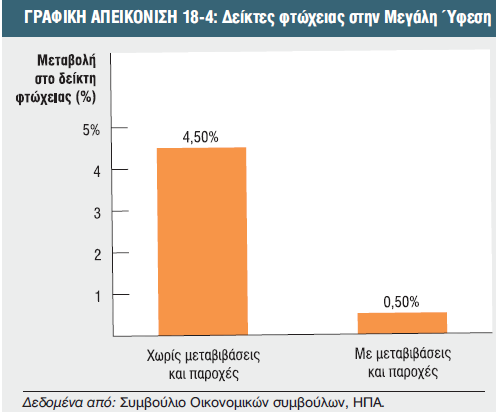 ΓΡΑΦΙΚΗ ΑΠΕΙΚΟΝΙΣΗ 18-4: Δείκτες φτώχειας στην Μεγάλη Ύφεση
Μεταβολή
στο δείκτη
φτώχειας (%)
5%
4
3
2
1
4,50%
0,50%
Χωρίς μεταβιβάσεις
και παροχές
Με μεταβιβάσεις
και παροχές
Δεδομένα από: Συμβούλιο Οικονομικών συμβούλων, ΗΠΑ.